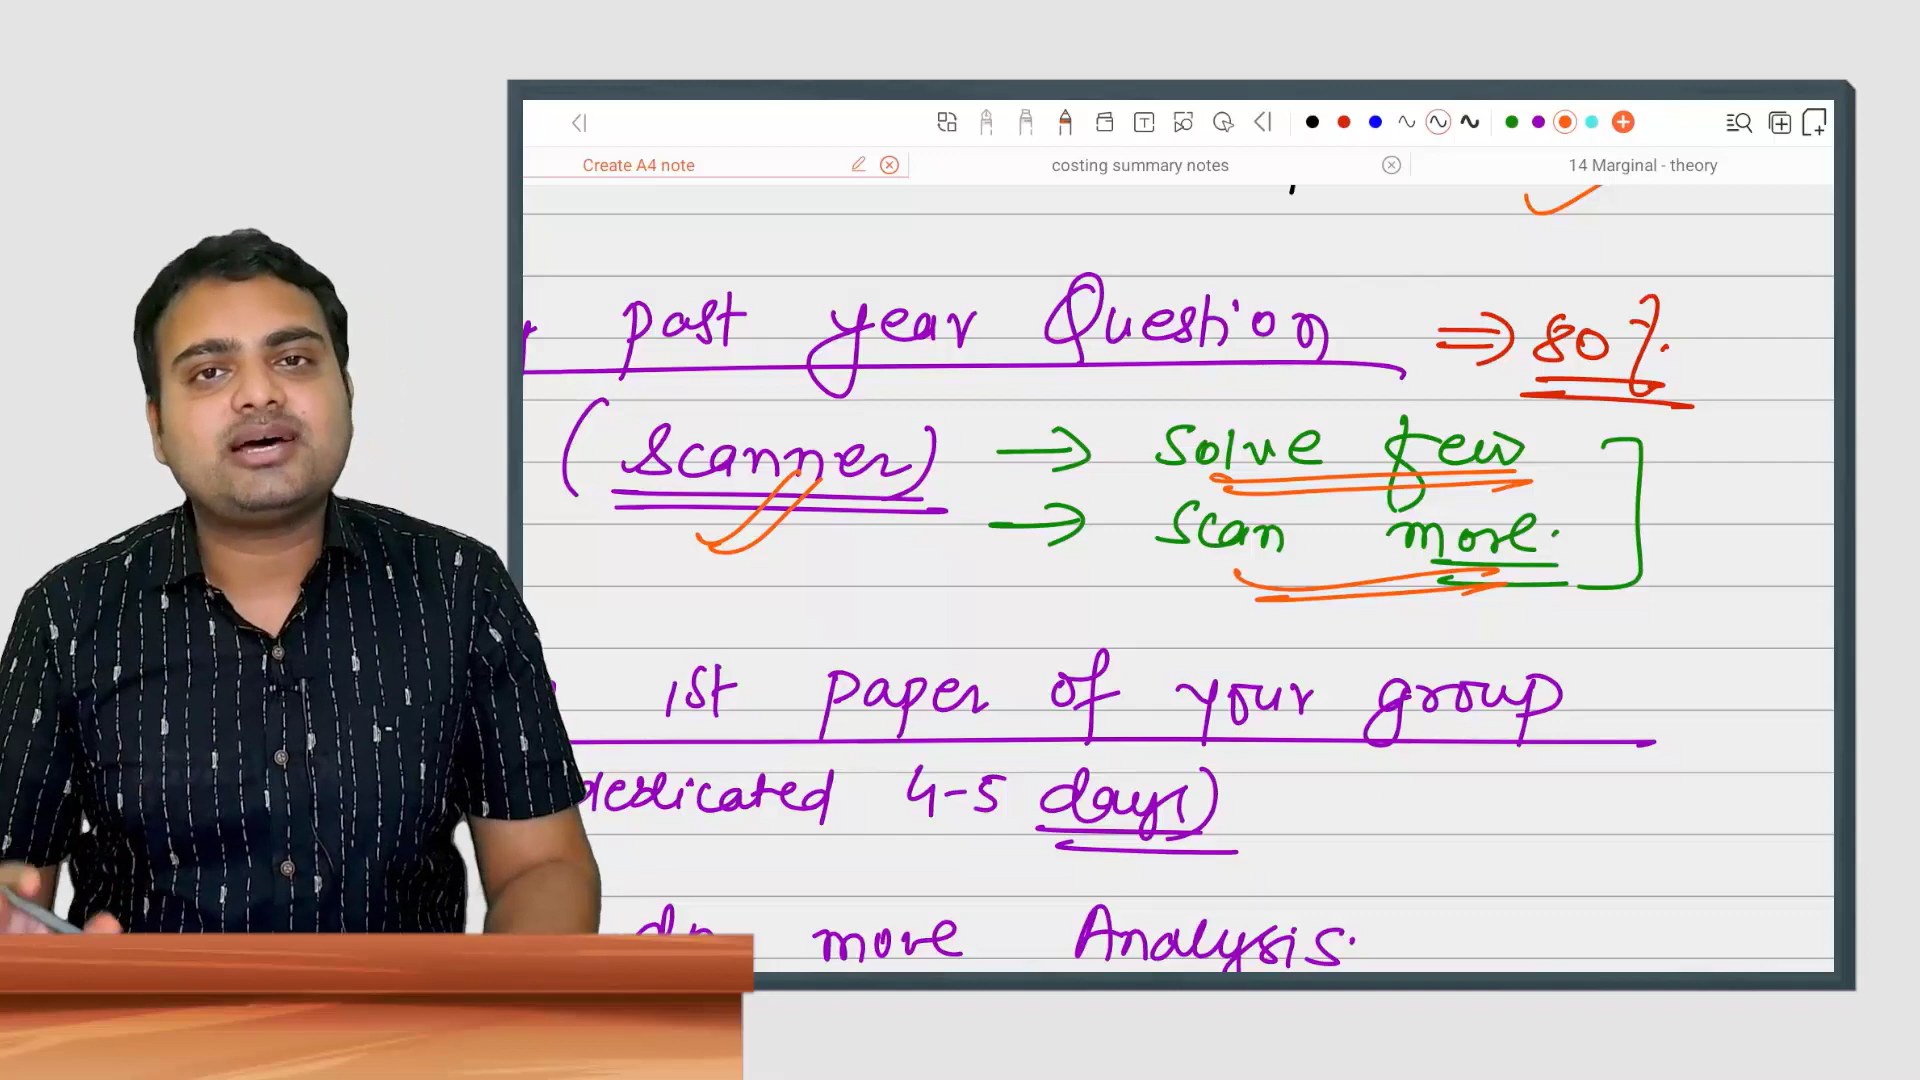 Create A4 note
costing summary notes
14 Marginal - theory
past year Question ⇒ 80%.
(Scanner) → Solve few
→ Scan more.
1st paper of your group
dedicated 4-5 days)
do more Analysis.